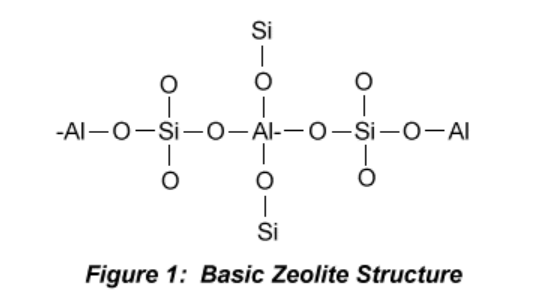 Si
O O O
-Al—O—Si—O—Al-—O—Si—O—Al
O O O
Si
Figure 1: Basic Zeolite Structure